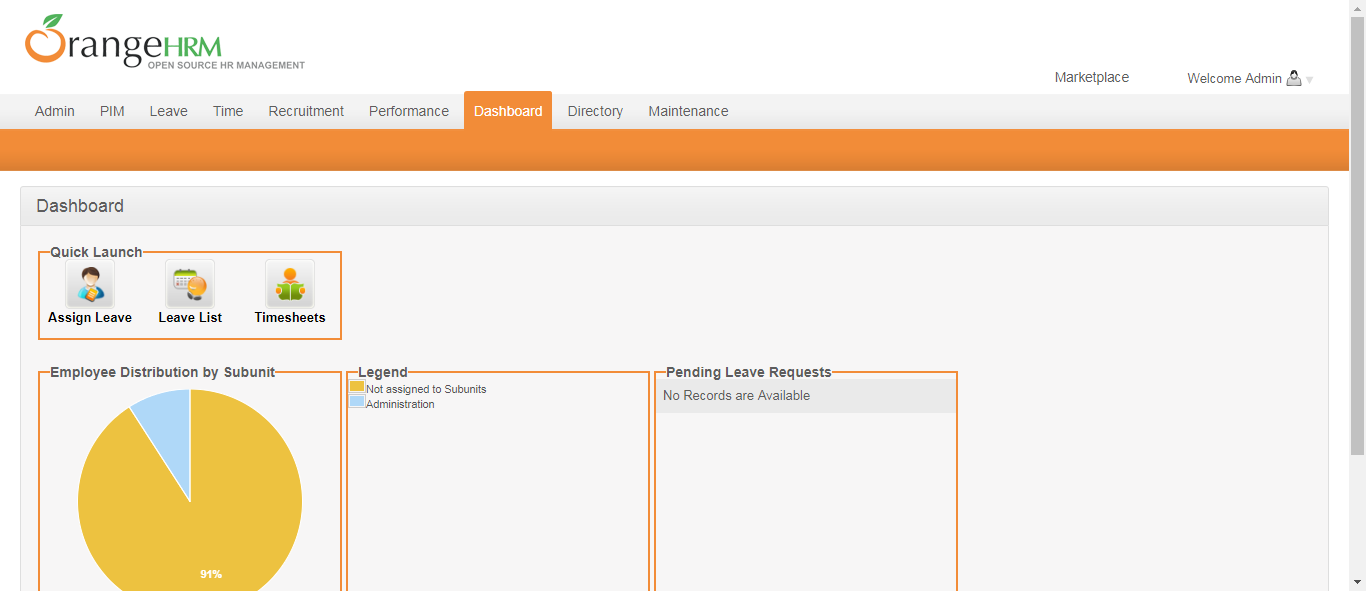 OrangeHRM
OPEN SOURCE HR MANAGEMENT
Marketplace Welcome Admin
Admin PIM Leave Time Recruitment Performance Dashboard Directory Maintenance
Dashboard
Quick Launch
Assign Leave Leave List Timesheets
Employee Distribution by Subunit
91%
Legend
Not assigned to Subunits
Administration
Pending Leave Requests
No Records are Available